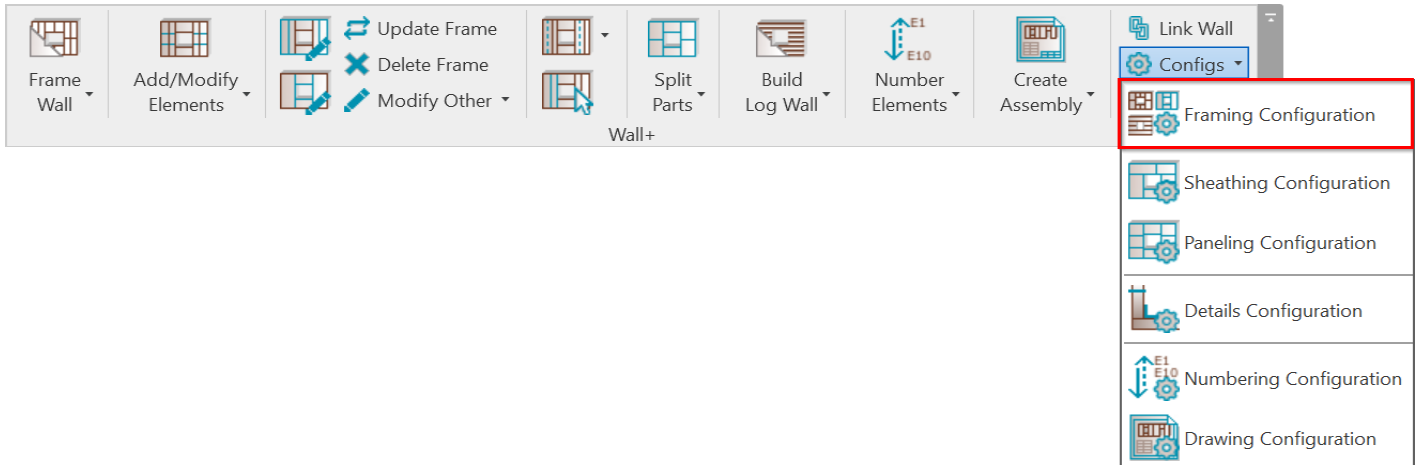 Frame
Wall
Add/Modify
Elements
Update Frame
Delete Frame
Modify Other
Split
Parts
Build
Log Wall
E1
E10
Number
Elements
Create
Assembly
Link Wall
Configs
Wall+
Framing Configuration
Sheathing Configuration
Paneling Configuration
Details Configuration
E1
E10
Numbering Configuration
Drawing Configuration